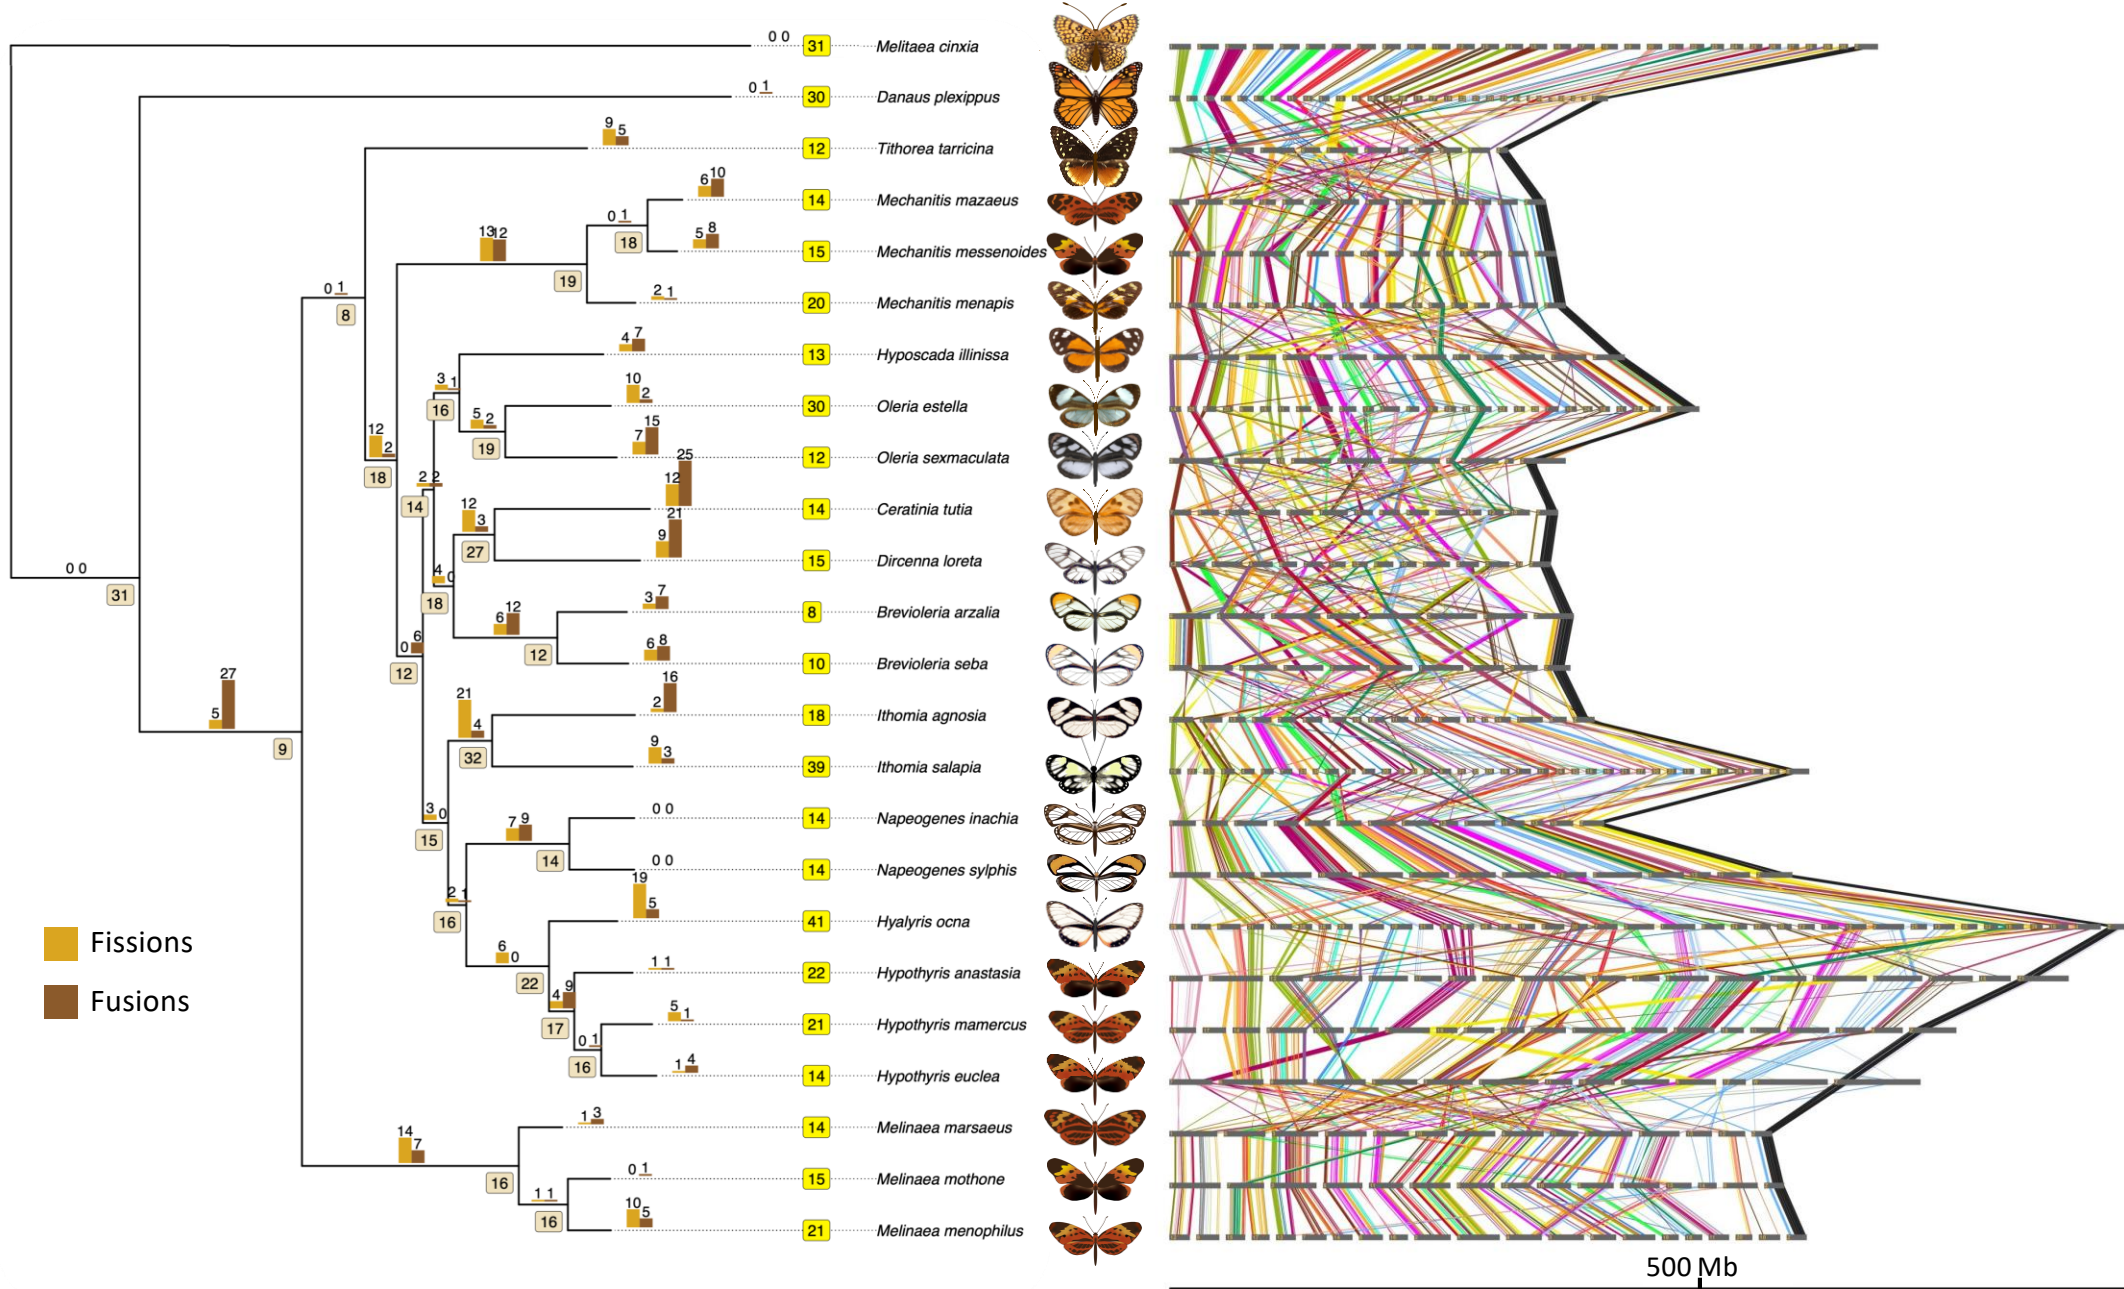 0 0 31 Melitaea cinxia
0 1 30 Danaus plexippus
9 5 12 Tithorea tarricina
6 10 14 Mechanitis mazaeus
0 1 18
5 8 15 Mechanitis messenoides
13 12 19
2 1 20 Mechanitis menapis
0 1 8
4 7 13 Hyposcada illinissa
3 1 16
10 2 30 Oleria estella
5 2 19
7 15 12 Oleria sexmaculata
12 2 18
2 2 14
12 25 14 Ceratinia tutia
12 3 27
9 21 15 Dircenna loreta
0 0 31
4 0 18
3 7 8 Brevioleria arzalia
6 12 12
6 8 10 Brevioleria seba
0 6 12
2 16 18 Ithomia agnosia
21 4 32
5 27 9
9 3 39 Ithomia salapia
3 0 15
0 0 14 Napeogenes inachia
7 9 14
0 0 14 Napeogenes sylphis
2 1 16
19 5 41 Hyalyris ocna
Fissions
6 0 22
1 1 22 Hypothyris anastasia
Fusions
4 9 17
5 1 21 Hypothyris mamercus
0 1 16
1 4 14 Hypothyris euclea
1 3 14 Melinaea marsaeus
14 7 16
0 1 15 Melinaea mothone
1 1 16
10 5 21 Melinaea menophilus
500 Mb